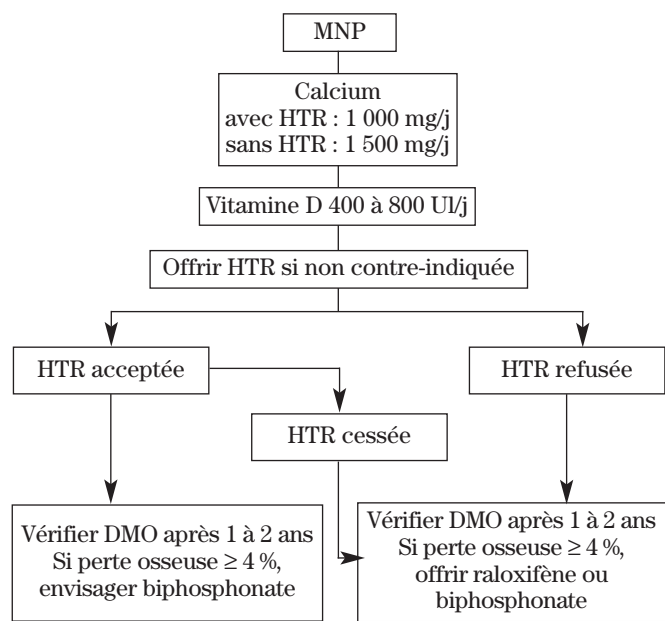 MNP
Calcium
avec HTR : 1 000 mg/j
sans HTR : 1 500 mg/j
Vitamine D 400 à 800 Ul/j
Offrir HTR si non contre-indiquée
HTR acceptée
HTR refusée
HTR cessée
Vérifier DMO après 1 à 2 ans
Si perte osseuse ≥ 4 %,
envisager biphosphonate
Vérifier DMO après 1 à 2 ans
Si perte osseuse ≥ 4 %,
offrir raloxifène ou
biphosphonate